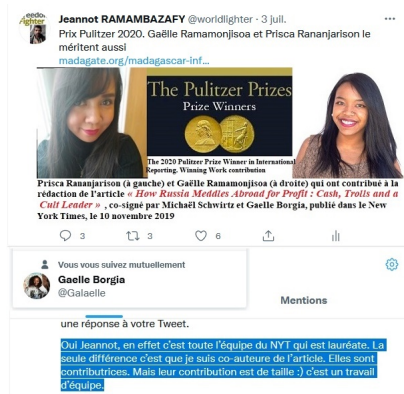 Jeannot RAMAMBAZAFY @worldlighter · 3 juil.
Prix Pulitzer 2020. Gaëlle Ramamonjisoa et Prisca Rananjarison le
méritent aussi
madagate.org/madagascar-inf...
The Pulitzer Prizes
Prize Winners
The 2020 Pulitzer Prize Winner in International
Reporting. Winning Work contribution
Prisca Rananjarison (à gauche) et Gaëlle Ramamonjisoa (à droite) qui ont contribué à la
rédaction de l'article « How Russia Meddles Abroad for Profit : Cash, Trolls and a
Cult Leader » , co-signé par Michaël Schwirtz et Gaelle Borgia, publié dans le New
York Times, le 10 novembre 2019
3 3 6
Vous vous suivez mutuellement
Gaelle Borgia
@Galaelle
Mentions
une réponse à votre Tweet.
Oui Jeannot, en effet c'est toute l'équipe du NYT qui est lauréate. La
seule différence c'est que je suis co-auteure de l'article. Elles sont
contributrices. Mais leur contribution est de taille :) c'est un travail
d'équipe.